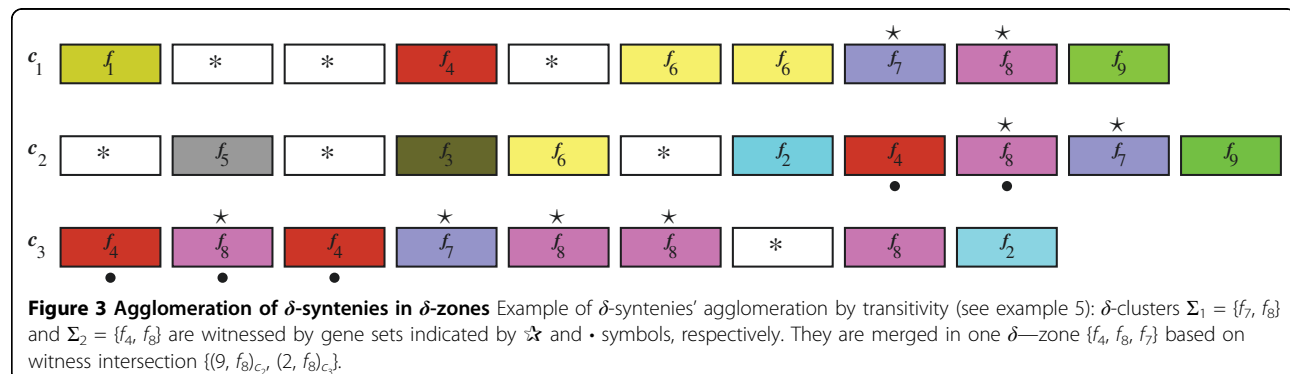 ☆ ☆
c₁ f₁ * * f₄ * f₆ f₆ f₇ f₈ f₉
☆ ☆
c₂ * f₅ * f₃ f₆ * f₂ f₄ f₈ f₇ f₉
• •
☆ ☆ ☆ ☆
c₃ f₄ f₈ f₄ f₇ f₈ f₈ * f₈ f₂
• • •
Figure 3 Agglomeration of δ-syntenies in δ-zones Example of δ-syntenies’ agglomeration by transitivity (see example 5): δ-clusters Σ₁ = {f₇, f₈}
and Σ₂ = {f₄, f₈} are witnessed by gene sets indicated by ☆ and • symbols, respectively. They are merged in one δ—zone {f₄, f₈, f₇} based on
witness intersection {(9, f₈)c₂, (2, f₈)c₃}.